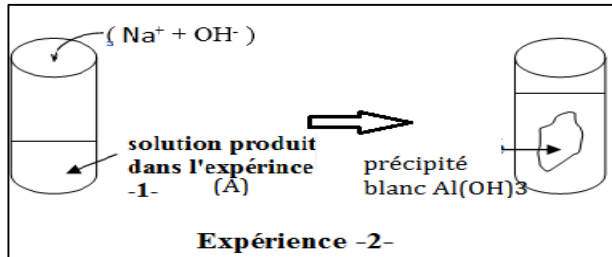 ( Na⁺ + OH⁻ )
solution produit
dans l'expérince
-1- (A)
précipité
blanc Al(OH)3
Expérience -2-